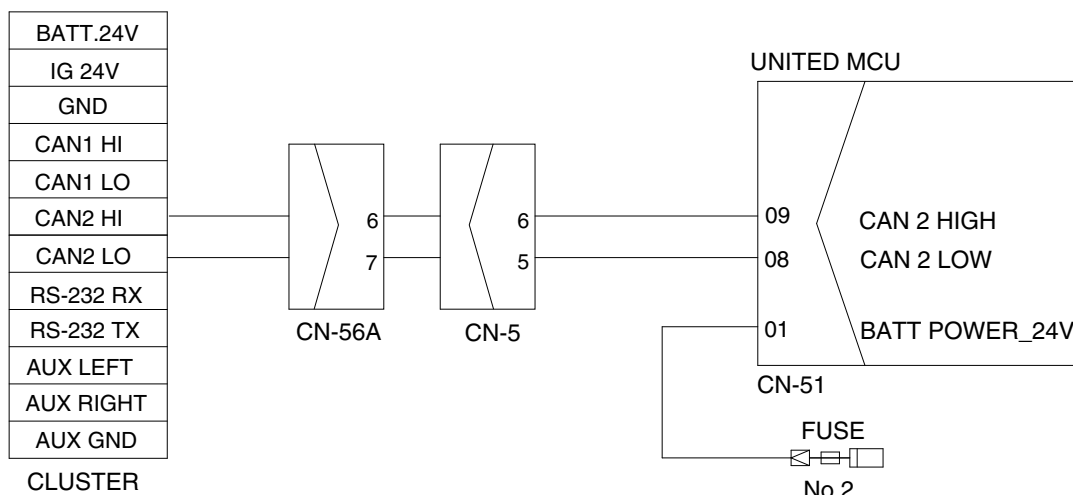 BATT.24V
IG 24V
GND
CAN1 HI
CAN1 LO
CAN2 HI
CAN2 LO
RS-232 RX
RS-232 TX
AUX LEFT
AUX RIGHT
AUX GND
CLUSTER
6
7
CN-56A
6
5
CN-5
UNITED MCU
09 CAN 2 HIGH
08 CAN 2 LOW
01 BATT POWER_24V
CN-51
FUSE
No.2